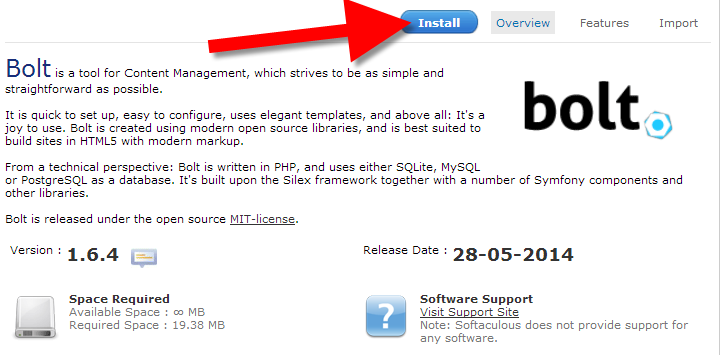 Install Overview Features Import
Bolt is a tool for Content Management, which strives to be as simple and
straightforward as possible.
bolt
It is quick to set up, easy to configure, uses elegant templates, and above all: It's a
joy to use. Bolt is created using modern open source libraries, and is best suited to
build sites in HTML5 with modern markup.
From a technical perspective: Bolt is written in PHP, and uses either SQLite, MySQL
or PostgreSQL as a database. It's built upon the Silex framework together with a number of Symfony components and
other libraries.
Bolt is released under the open source MIT-license.
Version : 1.6.4 Release Date : 28-05-2014
Space Required
Available Space : ∞ MB
Required Space : 19.38 MB
Software Support
Visit Support Site
Note: Softaculous does not provide support for
any software.